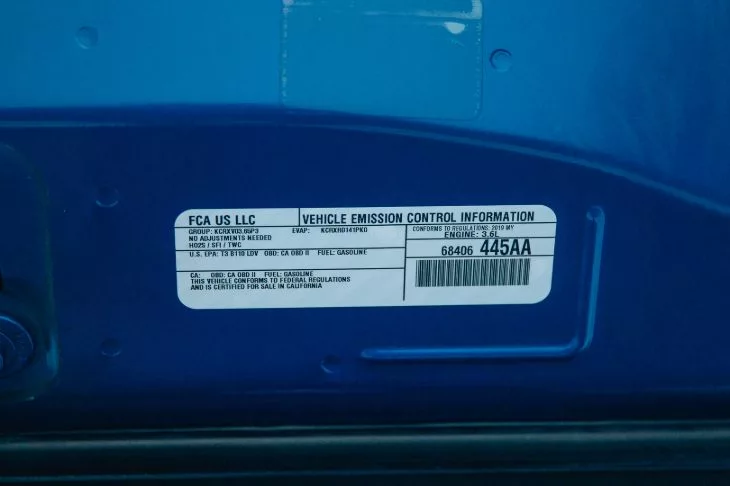 FCA US LLC
VEHICLE EMISSION CONTROL INFORMATION
GROUP: KCRXV03.65P3 EVAP: KCRXR0141PK0
NO ADJUSTMENTS NEEDED
HO2S / SFI / TWC
U.S. EPA: T3 B110 LDV OBD: CA OBD II FUEL: GASOLINE
CA: OBD: CA OBD II FUEL: GASOLINE
THIS VEHICLE CONFORMS TO FEDERAL REGULATIONS
AND IS CERTIFIED FOR SALE IN CALIFORNIA
CONFORMS TO REGULATIONS: 2019 MY
ENGINE: 3.6L
68406 445AA